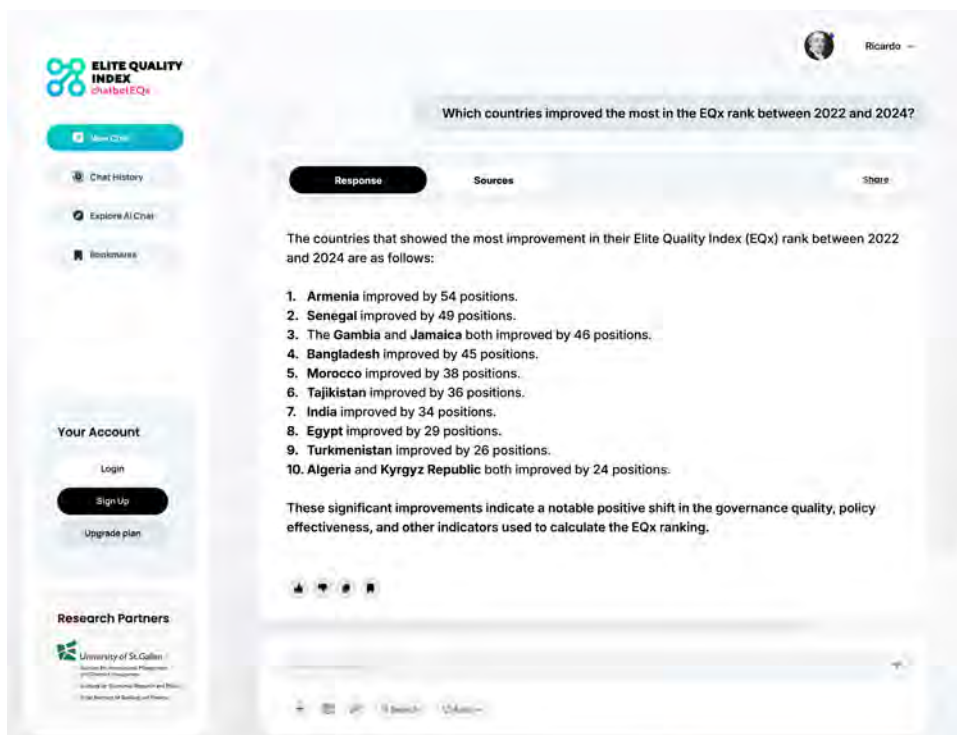 ELITE QUALITY
INDEX
chatbotEQx
Ricardo
Which countries improved the most in the EQx rank between 2022 and 2024?
New Chat
Chat History
Explore AI Chat
Bookmarks
Response
Sources
Share
The countries that showed the most improvement in their Elite Quality Index (EQx) rank between 2022
and 2024 are as follows:
1. Armenia improved by 54 positions.
2. Senegal improved by 49 positions.
3. The Gambia and Jamaica both improved by 46 positions.
4. Bangladesh improved by 45 positions.
5. Morocco improved by 38 positions.
6. Tajikistan improved by 36 positions.
7. India improved by 34 positions.
8. Egypt improved by 29 positions.
9. Turkmenistan improved by 26 positions.
10. Algeria and Kyrgyz Republic both improved by 24 positions.
These significant improvements indicate a notable positive shift in the governance quality, policy
effectiveness, and other indicators used to calculate the EQx ranking.
Your Account
Login
Sign Up
Upgrade plan
Research Partners
University of St.Gallen
Search